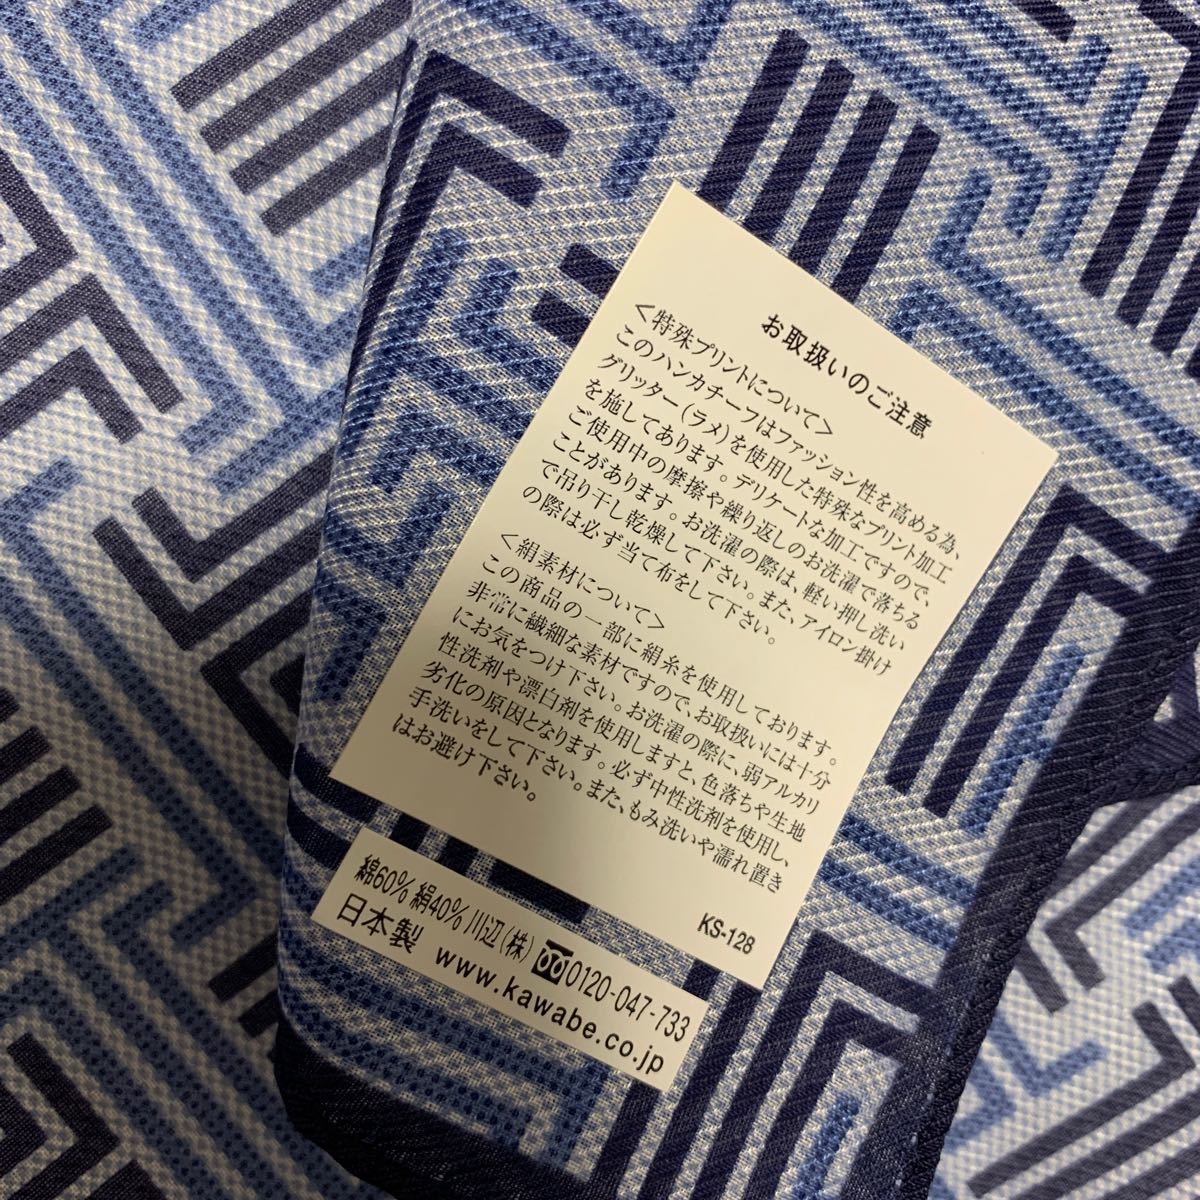 お取扱いのご注意
＜特殊プリントについて＞
このハンカチーフはファッション性を高める為、
グリッター（ラメ）を使用した特殊なプリント加工
を施してあります。デリケートな加工ですので、
ご使用中の摩擦や繰り返しのお洗濯で落ちる
ことがあります。お洗濯の際は、軽い押し洗い
で吊り干し乾燥して下さい。また、アイロン掛け
の際は必ず当て布をして下さい。
＜絹素材について＞
この商品の一部に絹糸を使用しております。
非常に繊細な素材ですので、お取扱いには十分
にお気をつけ下さい。お洗濯の際に、弱アルカリ
性洗剤や漂白剤を使用しますと、色落ちや生地
劣化の原因となります。必ず中性洗剤を使用し、
手洗いをして下さい。また、もみ洗いや濡れ置き
はお避け下さい。
KS-128
綿60% 絹40% 川辺(株) 0120-047-733
日本製 www.kawabe.co.jp